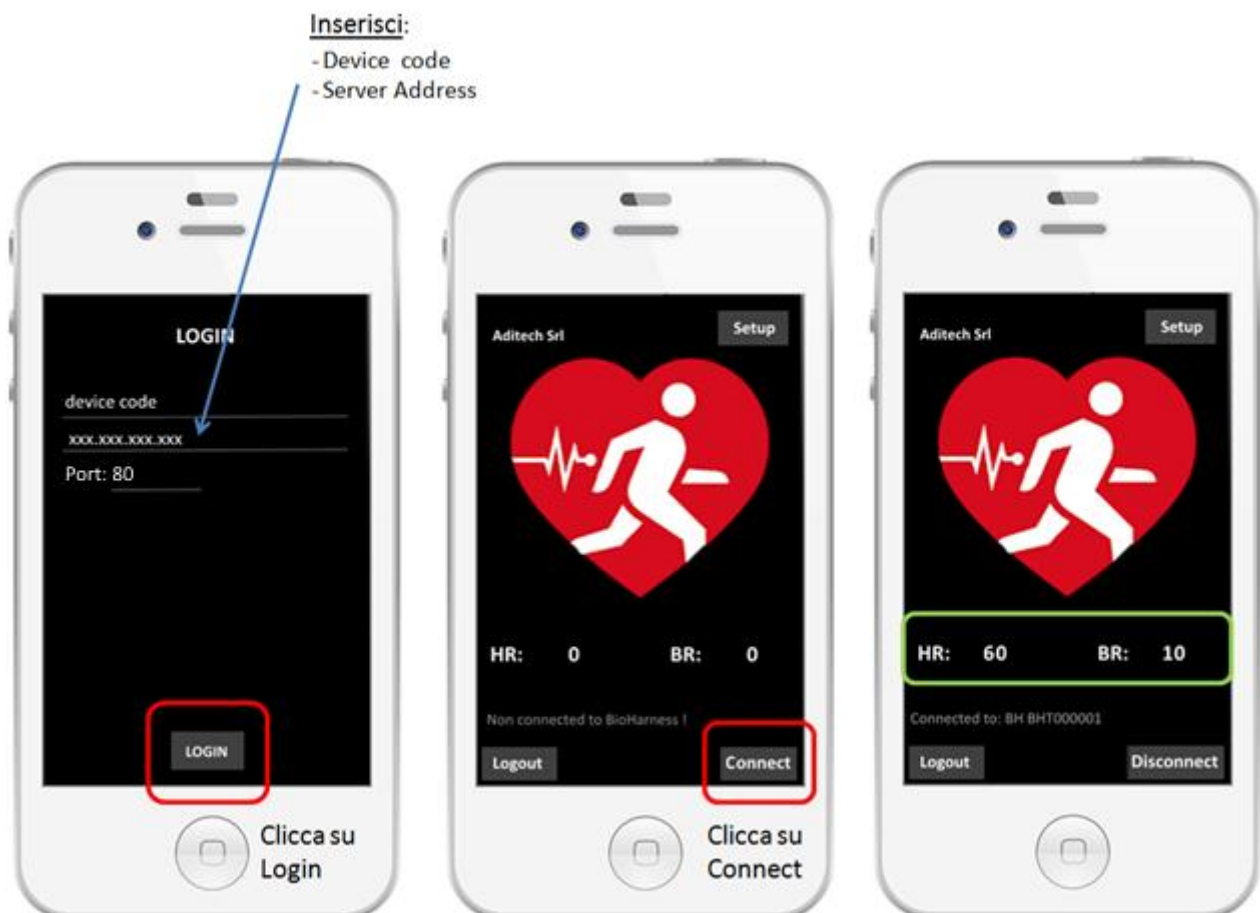 Inserisci:
- Device code
- Server Address
LOGIN
device code
xxx.xxx.xxx.xxx
Port: 80
LOGIN
Clicca su
Login
Aditech Srl
Setup
HR: 0 BR: 0
Non connected to BioHarness !
Logout
Connect
Clicca su
Connect
Aditech Srl
Setup
HR: 60 BR: 10
Connected to: BH BHT000001
Logout
Disconnect